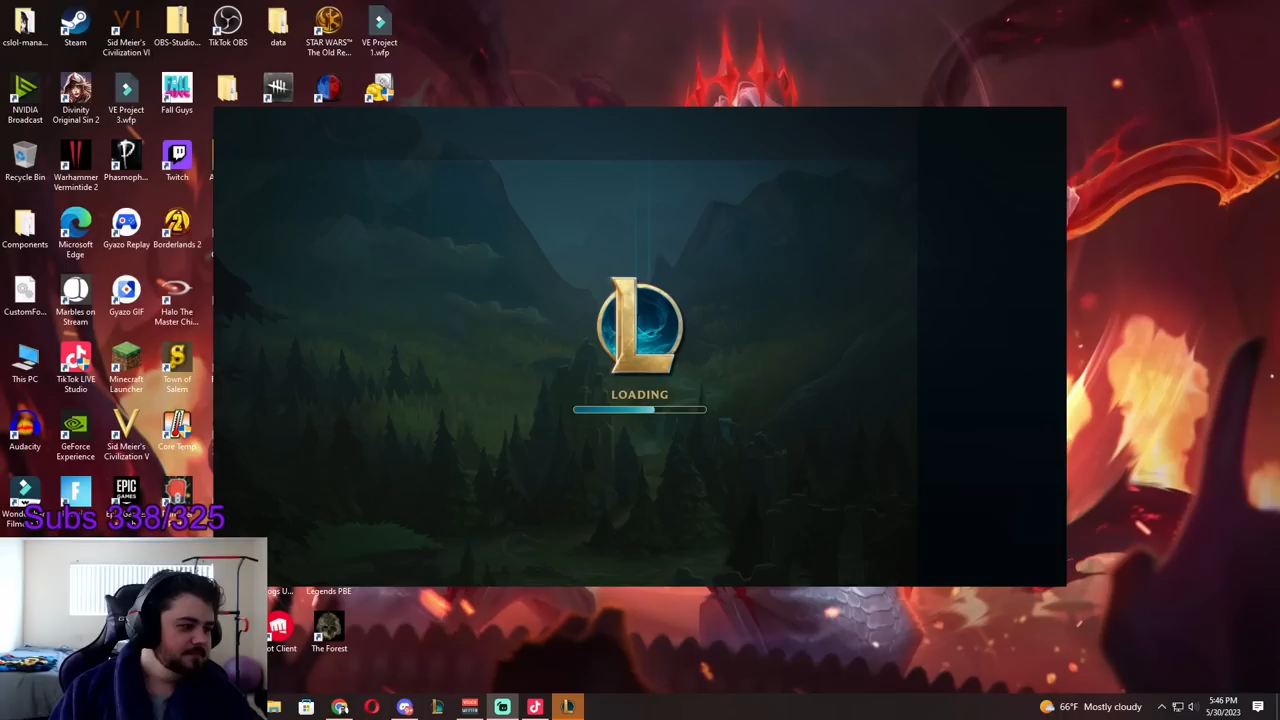 cslol-mana...
Steam
Sid Meier's
Civilization VI
OBS-Studio...
TikTok OBS
data
STAR WARS™
The Old Re...
VE Project
1.wfp
NVIDIA
Broadcast
Divinity
Original Sin 2
VE Project
3.wfp
FALL
Fall Guys
Recycle Bin
Warhammer
Vermintide 2
Phasmoph...
Twitch
Components
Microsoft
Edge
Gyazo Replay
Borderlands 2
CustomFo...
Marbles on
Stream
Gyazo GIF
Halo The
Master Chi...
This PC
TikTok LIVE
Studio
Minecraft
Launcher
Town of
Salem
Audacity
GeForce
Experience
Sid Meier's
Civilization V
Core Temp
EPIC
GAMES
LOADING
Subs 338/325
Legends PBE
ot Client
The Forest
66°F Mostly cloudy
5:46 PM
5/30/2023